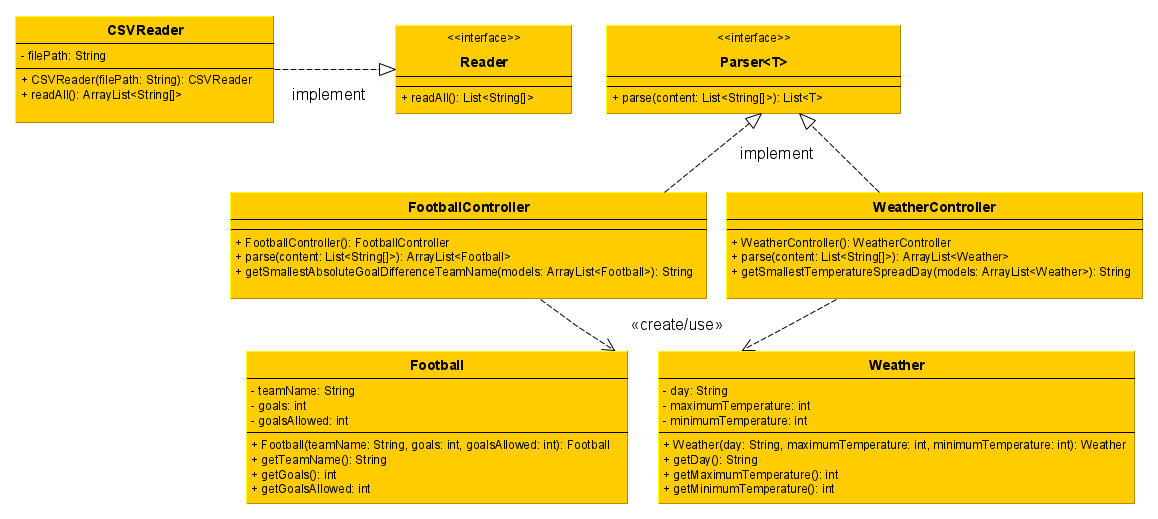 CSVReader
- filePath: String
+ CSVReader(filePath: String): CSVReader
+ readAll(): ArrayList<String[]>
implement
<<interface>>
Reader
+ readAll(): List<String[]>
<<interface>>
Parser<T>
+ parse(content: List<String[]>): List<T>
implement
FootballController
+ FootballController(): FootballController
+ parse(content: List<String[]>): ArrayList<Football>
+ getSmallestAbsoluteGoalDifferenceTeamName(models: ArrayList<Football>): String
WeatherController
+ WeatherController(): WeatherController
+ parse(content: List<String[]>): ArrayList<Weather>
+ getSmallestTemperatureSpreadDay(models: ArrayList<Weather>): String
«create/use»
Football
- teamName: String
- goals: int
- goalsAllowed: int
+ Football(teamName: String, goals: int, goalsAllowed: int): Football
+ getTeamName(): String
+ getGoals(): int
+ getGoalsAllowed: int
Weather
- day: String
- maximumTemperature: int
- minimumTemperature: int
+ Weather(day: String, maximumTemperature: int, minimumTemperature: int): Weather
+ getDay(): String
+ getMaximumTemperature(): int
+ getMinimumTemperature(): int